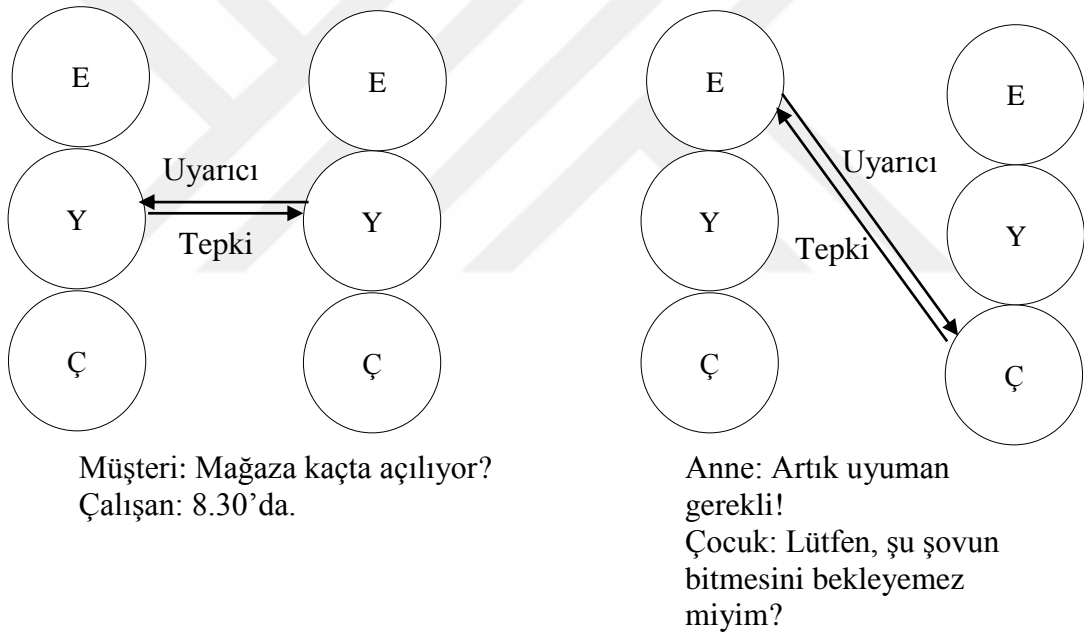 E
E
Uyarıcı
Y
Y
Tepki
Ç
Ç
Müşteri: Mağaza kaçta açılıyor?
Çalışan: 8.30’da.
E
E
Uyarıcı
Y
Y
Tepki
Ç
Ç
Anne: Artık uyuman
gerekli!
Çocuk: Lütfen, şu şovun
bitmesini bekleyemez
miyim?